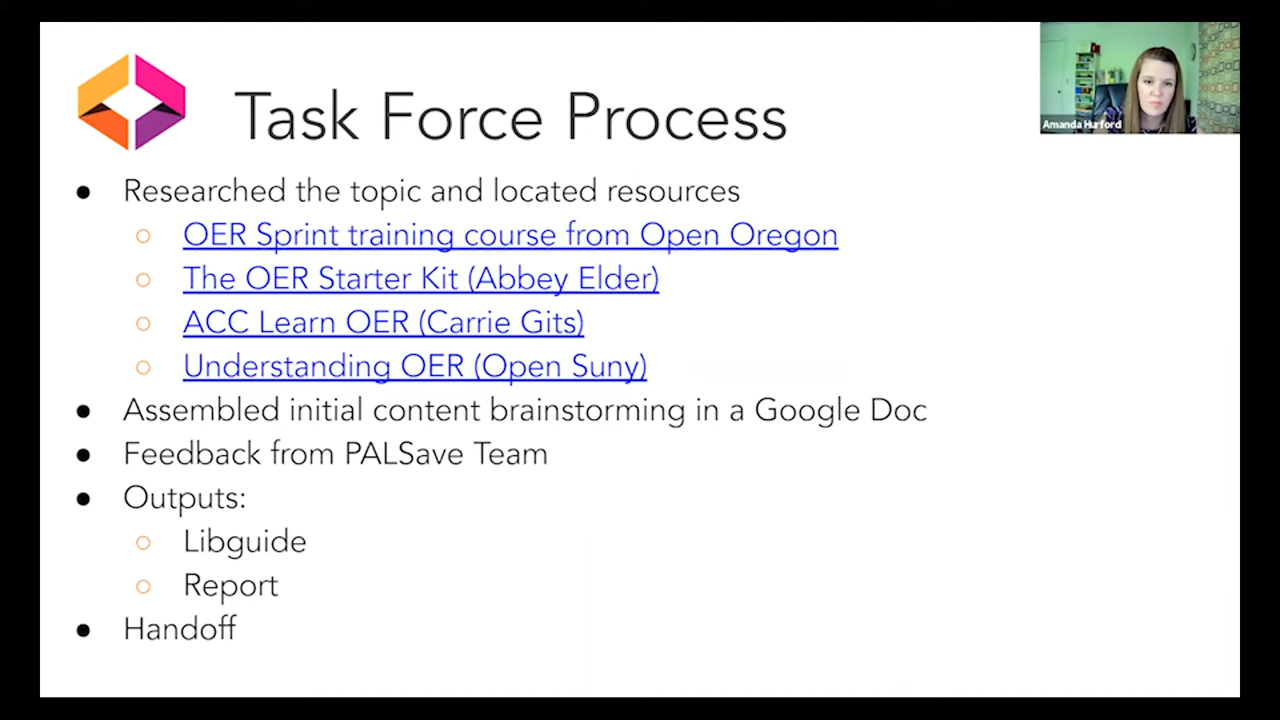 Task Force Process
Amanda Hurford
● Researched the topic and located resources
○ OER Sprint training course from Open Oregon
○ The OER Starter Kit (Abbey Elder)
○ ACC Learn OER (Carrie Gits)
○ Understanding OER (Open Suny)
● Assembled initial content brainstorming in a Google Doc
● Feedback from PALSave Team
● Outputs:
○ Libguide
○ Report
● Handoff